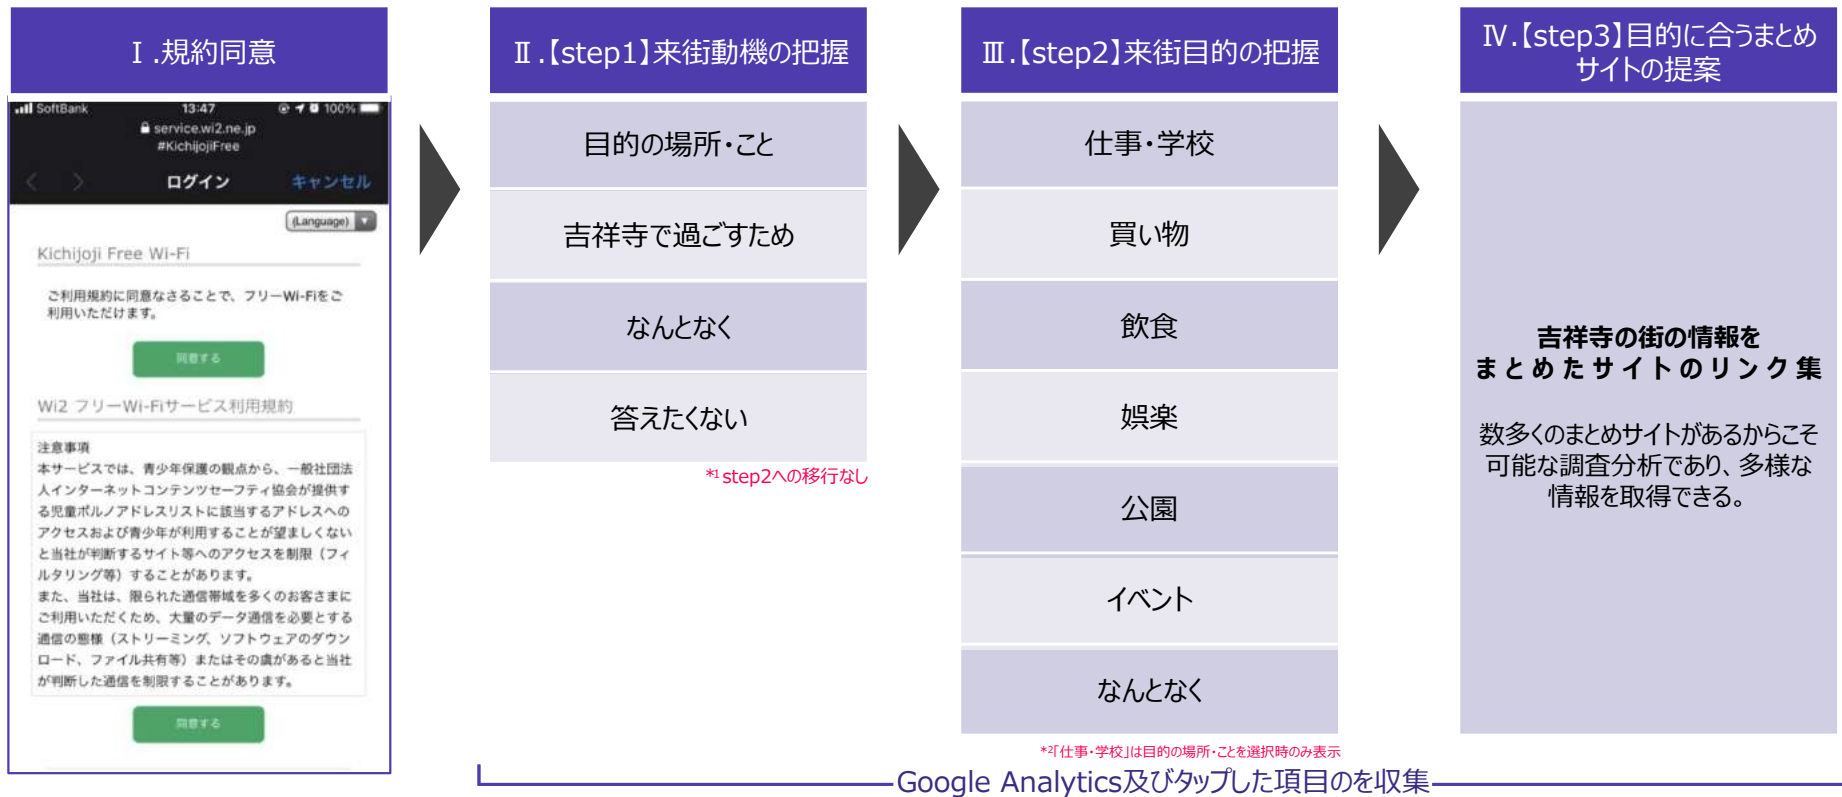 Ⅰ.規約同意
SoftBank 13:47 100%
service.wi2.ne.jp
#KichijojiFree
ログイン キャンセル
(Language)
Kichijoji Free Wi-Fi
ご利用規約に同意なさることで、フリーWi-Fiをご
利用いただけます。
同意する
Wi2 フリーWi-Fiサービス利用規約
注意事項
本サービスでは、青少年保護の観点から、一般社団法
人インターネットコンテンツセーフティ協会が提供す
る児童ポルノアドレスリストに該当するアドレスへの
アクセスおよび青少年が利用することが望ましくない
と当社が判断するサイト等へのアクセスを制限（フィ
ルタリング等）することがあります。
また、当社は、限られた通信帯域を多くのお客さまに
ご利用いただくため、大量のデータ通信を必要とする
通信の態様（ストリーミング、ソフトウェアのダウン
ロード、ファイル共有等）またはその虞があると当社
が判断した通信を制限することがあります。
同意する
Ⅱ.【step1】来街動機の把握
目的の場所・こと
吉祥寺で過ごすため
なんとなく
答えたくない
*1 step2への移行なし
Ⅲ.【step2】来街目的の把握
仕事・学校
買い物
飲食
娯楽
公園
イベント
なんとなく
*2「仕事・学校」は目的の場所・ことを選択時のみ表示
Ⅳ.【step3】目的に合うまとめ
サイトの提案
吉祥寺の街の情報を
まとめたサイトのリンク集
数多くのまとめサイトがあるからこそ
可能な調査分析であり、多様な
情報を取得できる。
Google Analytics及びタップした項目のを収集